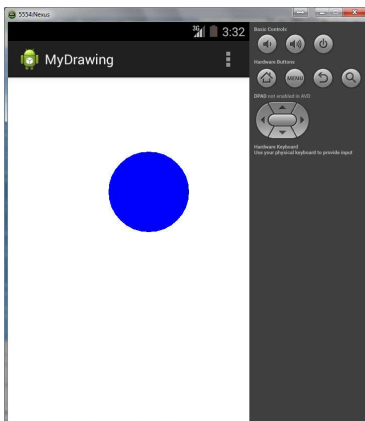 5554:Nexus
3G 3:32
MyDrawing
Basic Controls
Hardware Buttons
MENU
DPAD not enabled in AVD
Hardware Keyboard
Use your physical keyboard to provide input